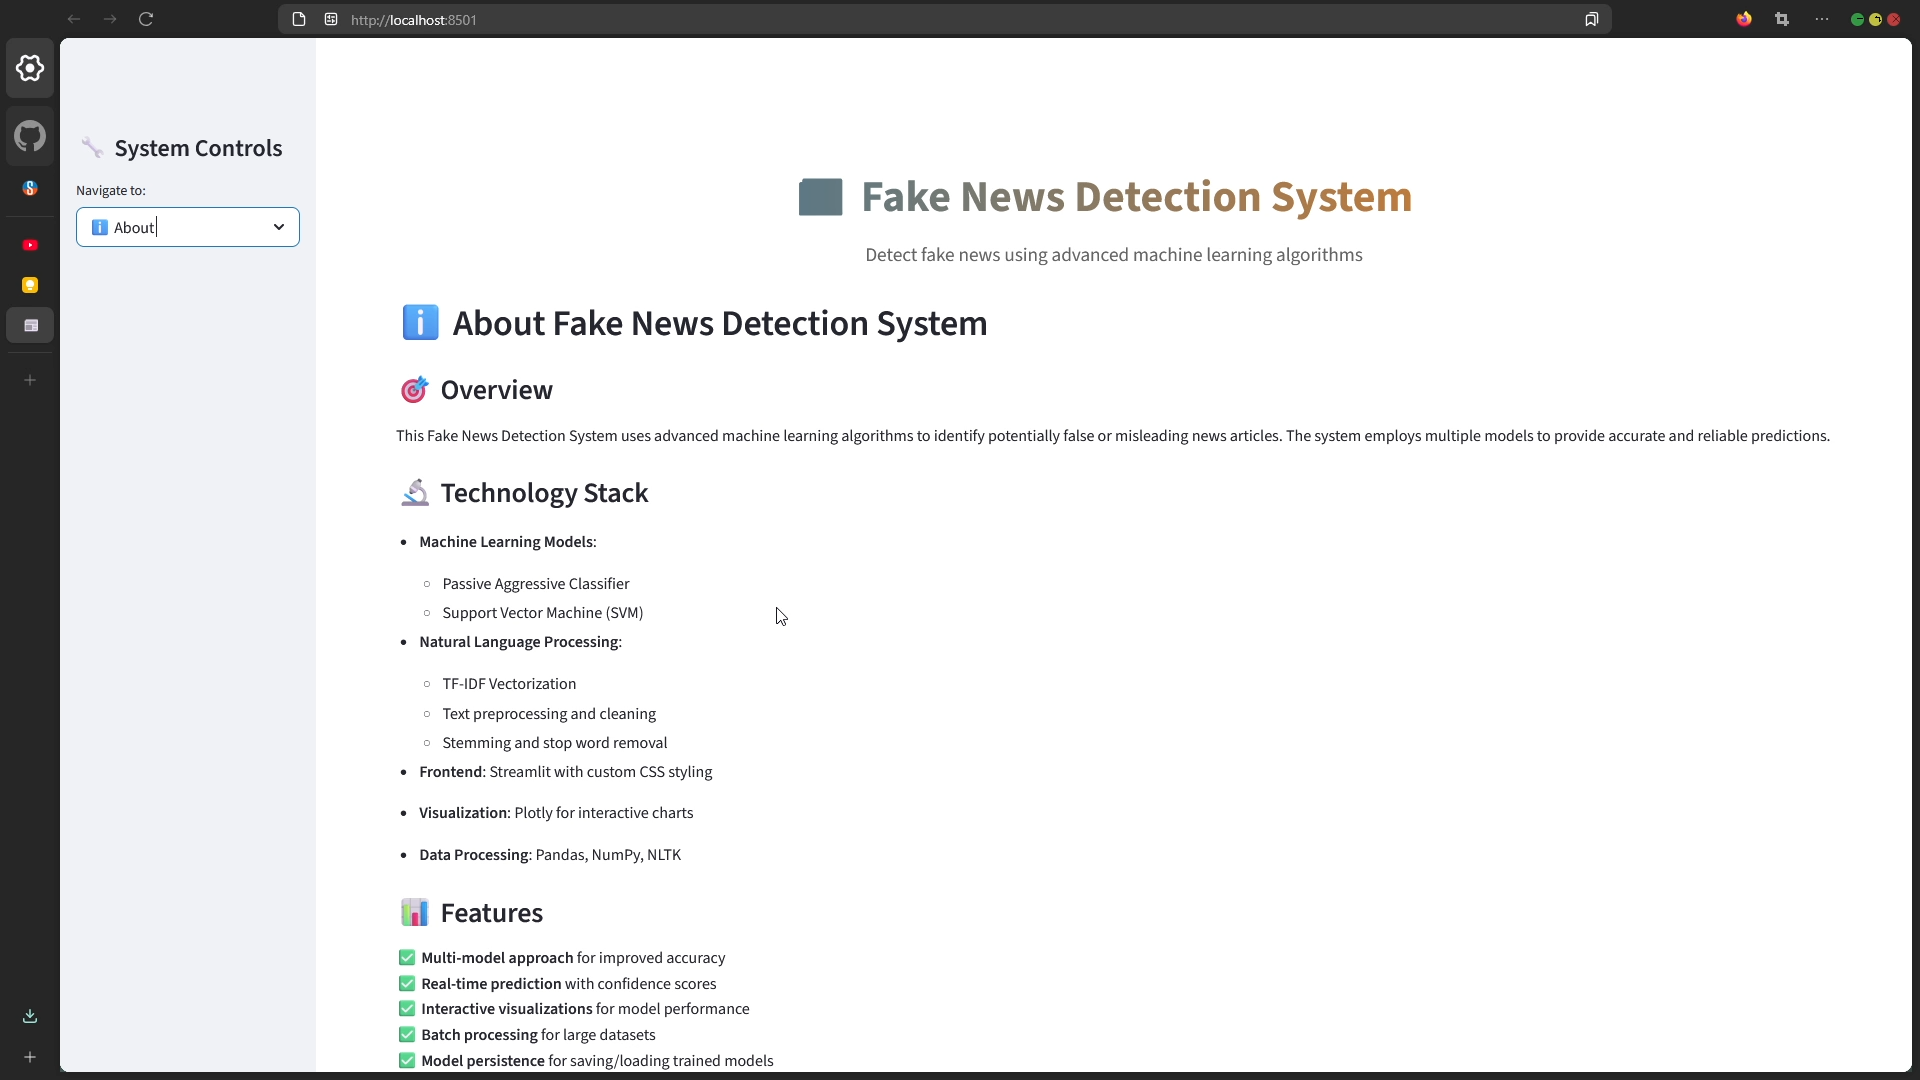 http://localhost:8501
🔧 System Controls
Navigate to:
ℹ️ About
Fake News Detection System
Detect fake news using advanced machine learning algorithms
ℹ️ About Fake News Detection System
🎯 Overview
This Fake News Detection System uses advanced machine learning algorithms to identify potentially false or misleading news articles. The system employs multiple models to provide accurate and reliable predictions.
🔬 Technology Stack
• Machine Learning Models:
○ Passive Aggressive Classifier
○ Support Vector Machine (SVM)
• Natural Language Processing:
○ TF-IDF Vectorization
○ Text preprocessing and cleaning
○ Stemming and stop word removal
• Frontend: Streamlit with custom CSS styling
• Visualization: Plotly for interactive charts
• Data Processing: Pandas, NumPy, NLTK
📊 Features
✅ Multi-model approach for improved accuracy
✅ Real-time prediction with confidence scores
✅ Interactive visualizations for model performance
✅ Batch processing for large datasets
✅ Model persistence for saving/loading trained models